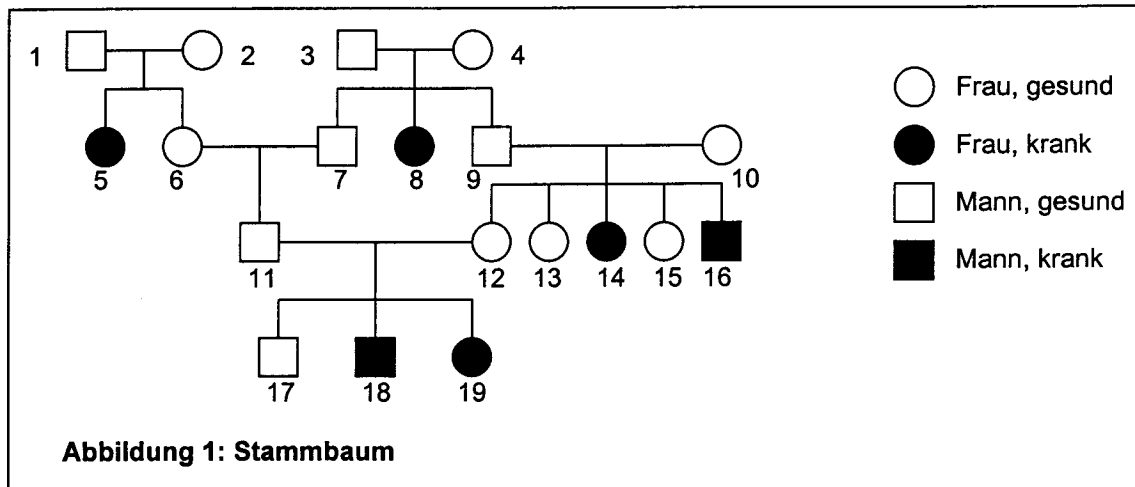 1 2 3 4
Frau, gesund
5 6 7 8 9 10
Frau, krank
Mann, gesund
11 12 13 14 15 16
Mann, krank
17 18 19
Abbildung 1: Stammbaum